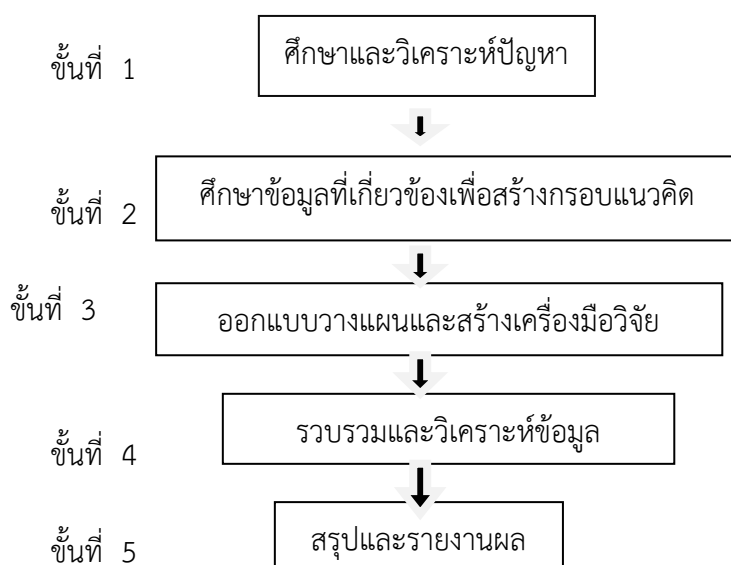 ขั้นที่ 1
ศึกษาและวิเคราะห์ปัญหา
ขั้นที่ 2
ศึกษาข้อมูลที่เกี่ยวข้องเพื่อสร้างกรอบแนวคิด
ขั้นที่ 3
ออกแบบวางแผนและสร้างเครื่องมือวิจัย
ขั้นที่ 4
รวบรวมและวิเคราะห์ข้อมูล
ขั้นที่ 5
สรุปและรายงานผล